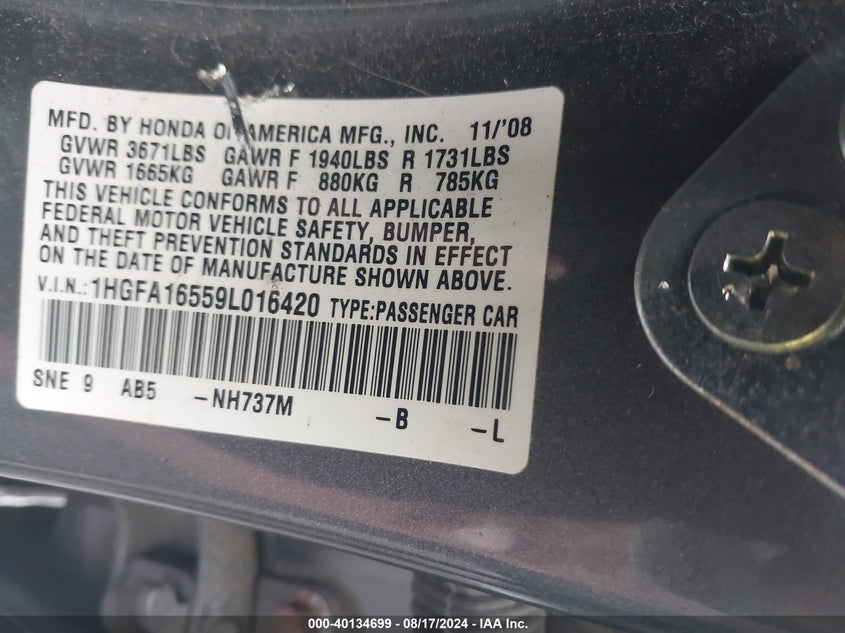 MFD. BY HONDA OF AMERICA MFG., INC. 11/'08
GVWR 3671LBS GAWR F 1940LBS R 1731LBS
GVWR 1665KG GAWR F 880KG R 785KG
THIS VEHICLE CONFORMS TO ALL APPLICABLE
FEDERAL MOTOR VEHICLE SAFETY, BUMPER,
AND THEFT PREVENTION STANDARDS IN EFFECT
ON THE DATE OF MANUFACTURE SHOWN ABOVE.
V.I.N.:1HGFA16559L016420 TYPE:PASSENGER CAR
SNE 9 AB5 -NH737M -B -L
000-40134699 - 08/17/2024 - IAA Inc.